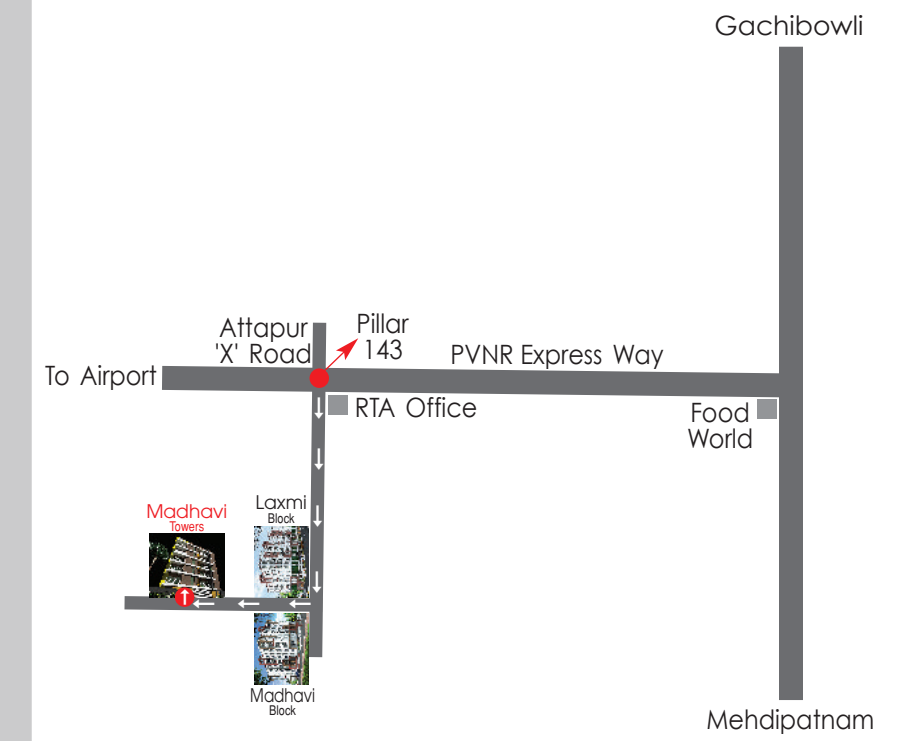 Gachibowli
Attapur
'X' Road
Pillar
143
PVNR Express Way
To Airport
RTA Office
Food
World
Madhavi
Towers
Laxmi
Block
Madhavi
Block
Mehdipatnam